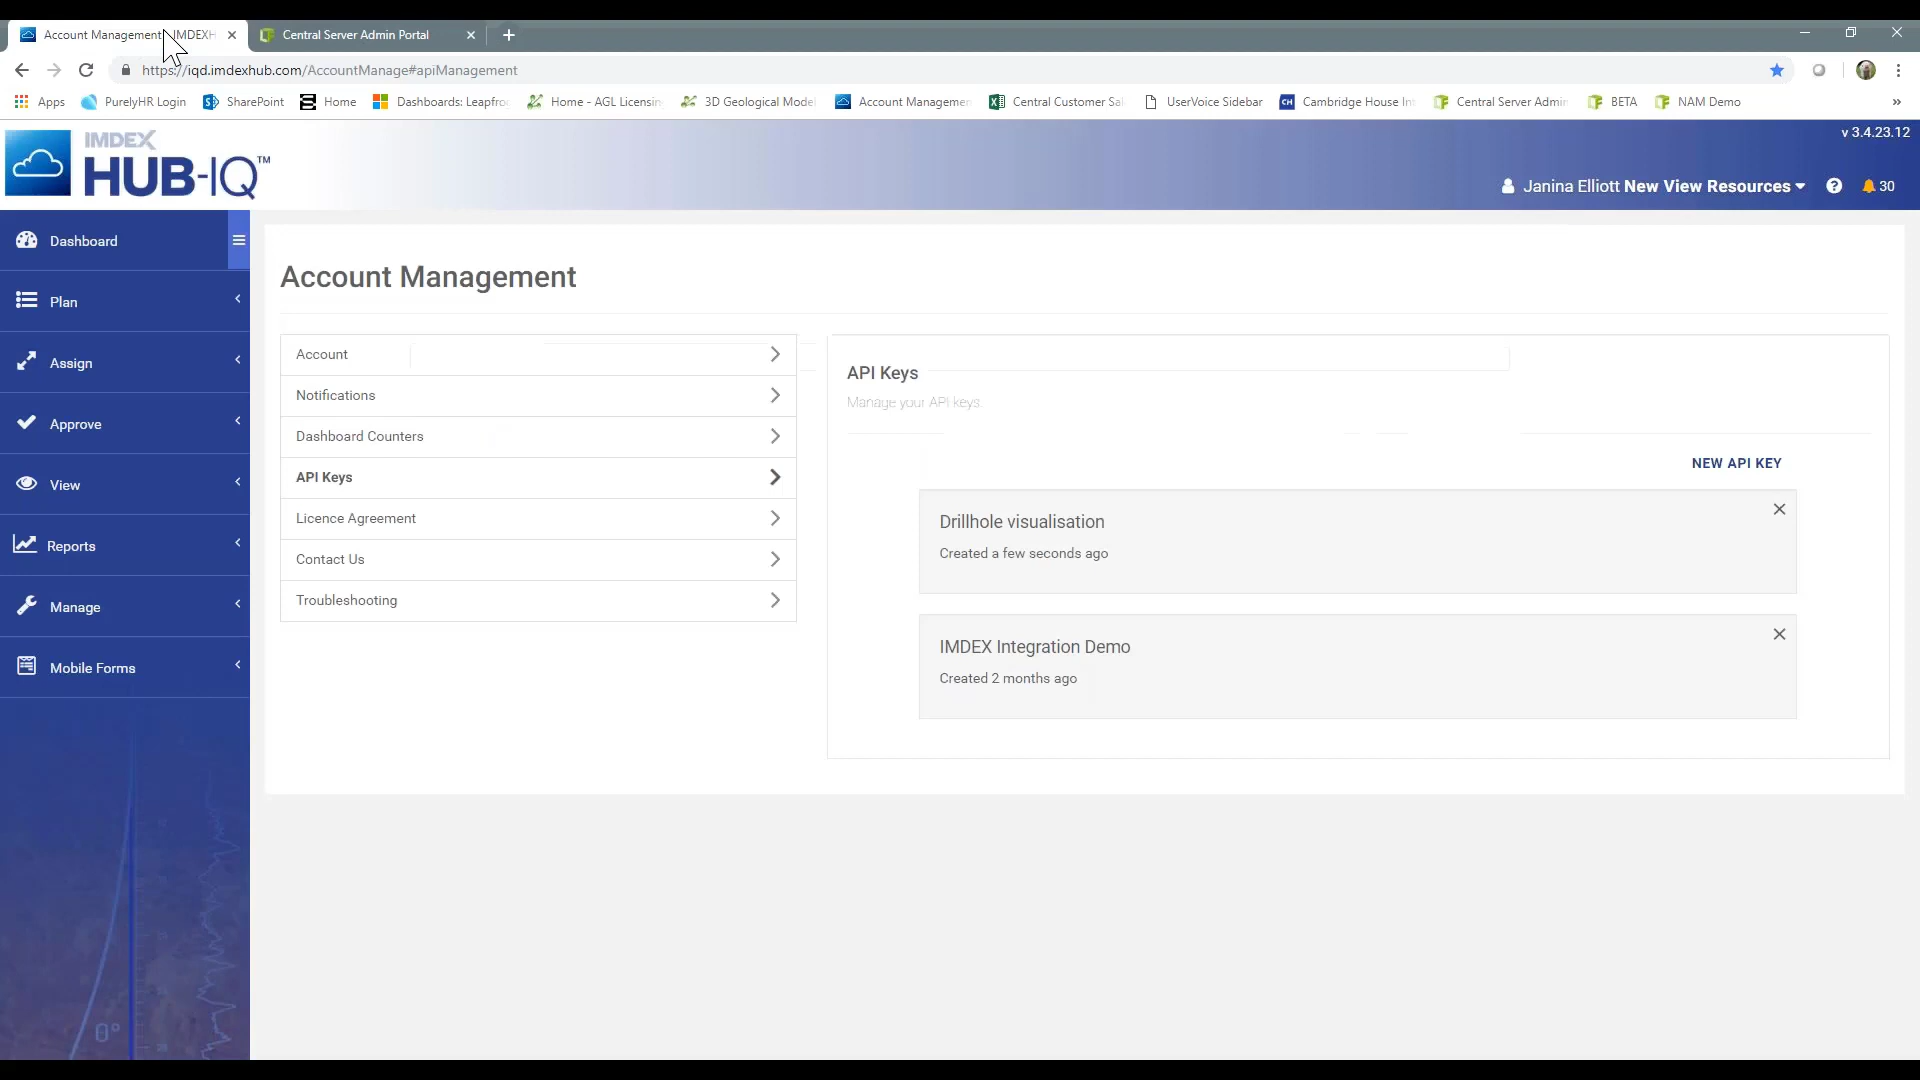 Account Management IMDEXH
Central Server Admin Portal
https://iqd.imdexhub.com/AccountManage#apiManagement
Apps PurelyHR Login SharePoint Home Dashboards: Leapfro Home - AGL Licensin 3D Geological Model Account Managemen Central Customer Sa UserVoice Sidebar Cambridge House In Central Server Admin BETA NAM Demo »
IMDEX
HUB-IQ™
v 3.4.23.12
Janina Elliott New View Resources
30
Dashboard
Plan
Assign
Approve
View
Reports
Manage
Mobile Forms
0°
Account Management
Account
Notifications
Dashboard Counters
API Keys
Licence Agreement
Contact Us
Troubleshooting
API Keys
Manage your API keys.
NEW API KEY
Drillhole visualisation
Created a few seconds ago
IMDEX Integration Demo
Created 2 months ago